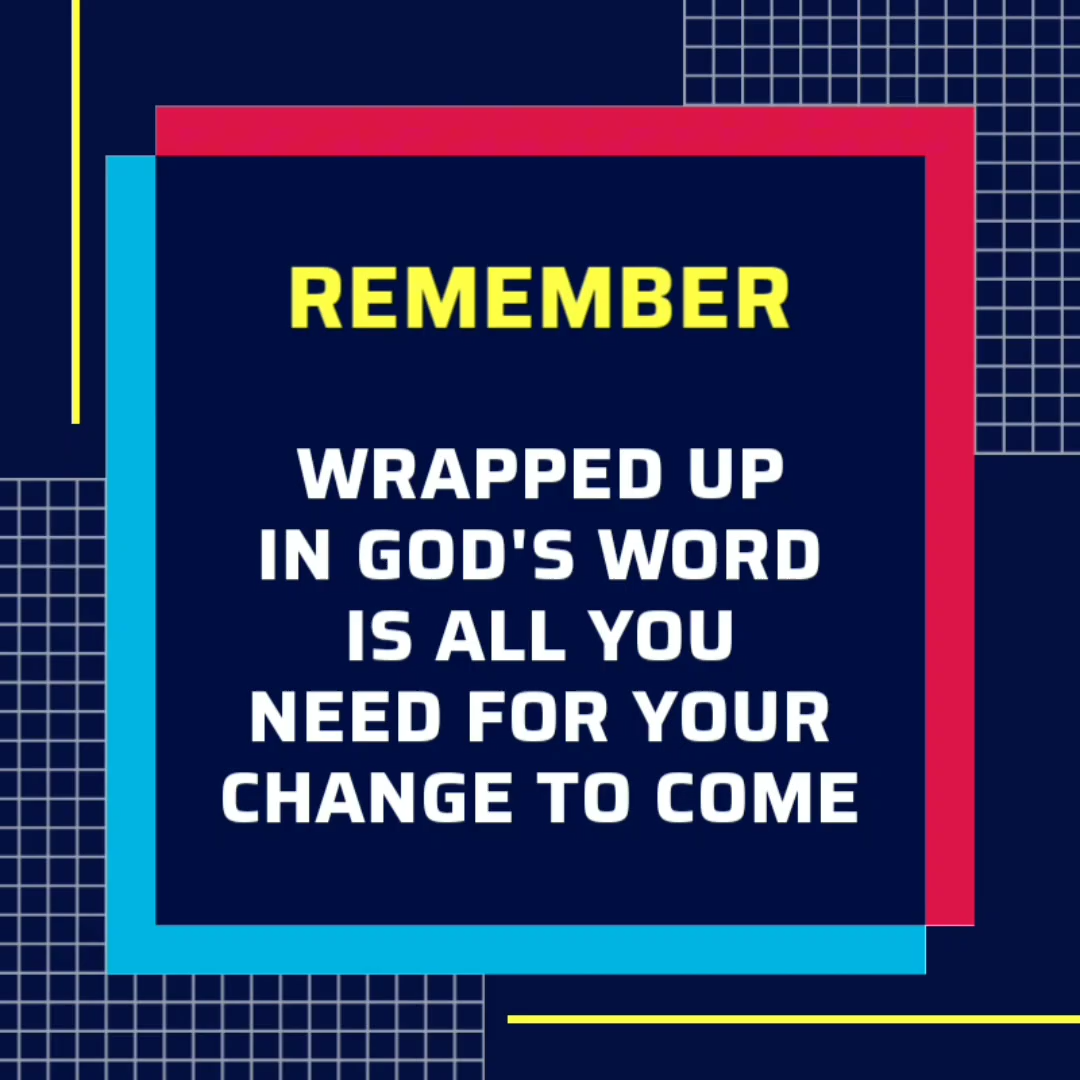 REMEMBER
WRAPPED UP
IN GOD'S WORD
IS ALL YOU
NEED FOR YOUR
CHANGE TO COME